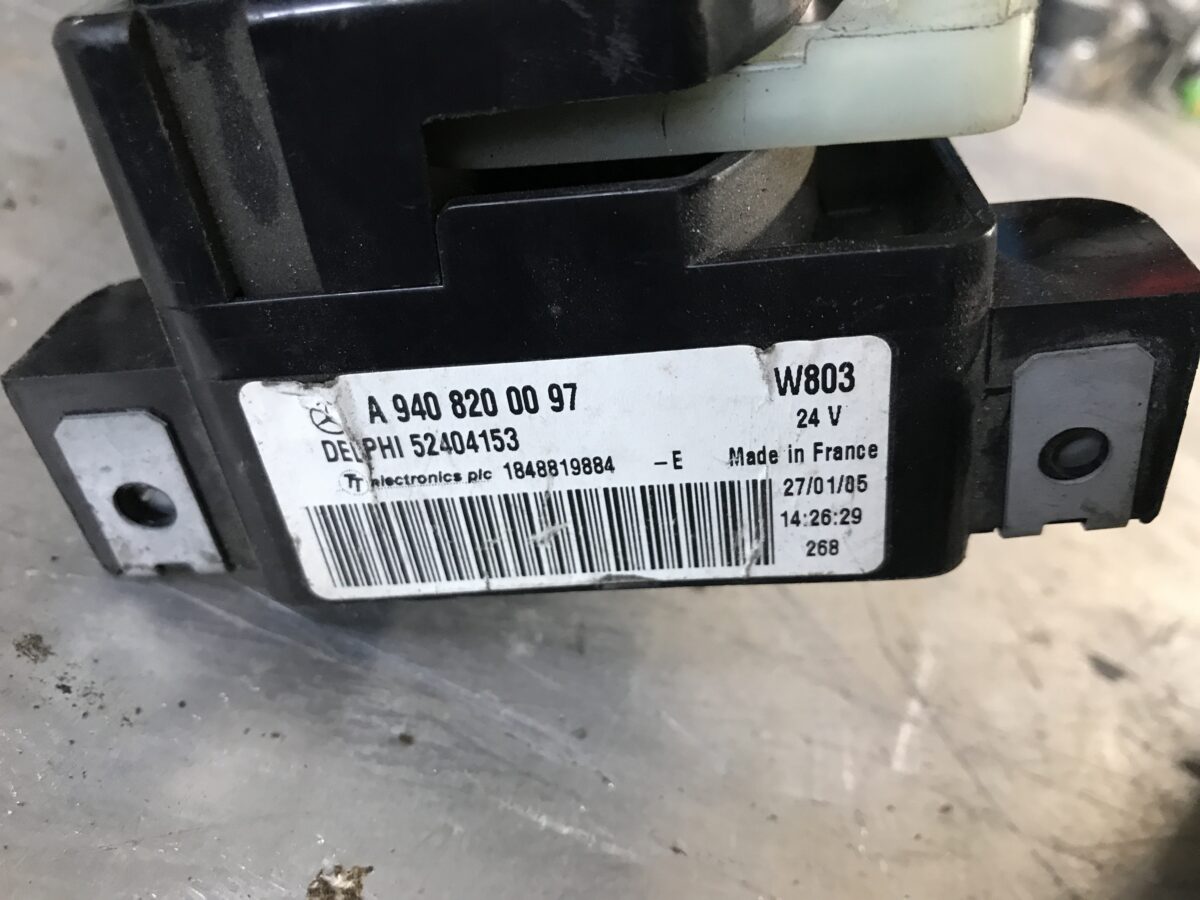 A 940 820 00 97
W803
DELPHI 52404153
24 V
TT electronics plc 1848819884 -E
Made in France
27/01/05
14:26:29
268